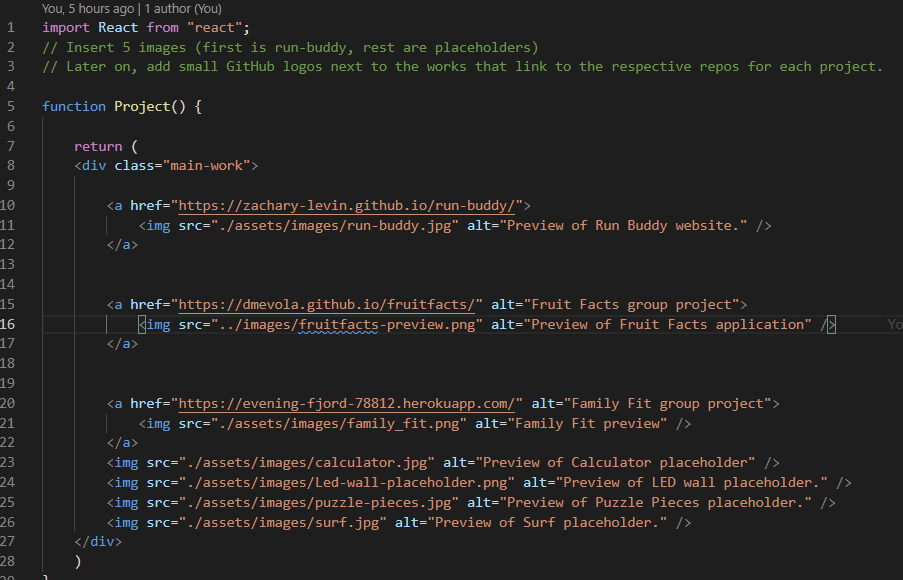 You, 5 hours ago | 1 author (You)
1 import React from "react";
2 // Insert 5 images (first is run-buddy, rest are placeholders)
3 // Later on, add small GitHub logos next to the works that link to the respective repos for each project.
4
5 function Project() {
6
7 return (
8 <div class="main-work">
9
10 <a href="https://zachary-levin.github.io/run-buddy/">
11 <img src="./assets/images/run-buddy.jpg" alt="Preview of Run Buddy website." />
12 </a>
13
14
15 <a href="https://dmevola.github.io/fruitfacts/" alt="Fruit Facts group project">
16 <img src="../images/fruitfacts-preview.png" alt="Preview of Fruit Facts application" /> Yo
17 </a>
18
19
20 <a href="https://evening-fjord-78812.herokuapp.com/" alt="Family Fit group project">
21 <img src="./assets/images/family_fit.png" alt="Family Fit preview" />
22 </a>
23 <img src="./assets/images/calculator.jpg" alt="Preview of Calculator placeholder" />
24 <img src="./assets/images/Led-wall-placeholder.png" alt="Preview of LED wall placeholder." />
25 <img src="./assets/images/puzzle-pieces.jpg" alt="Preview of Puzzle Pieces placeholder." />
26 <img src="./assets/images/surf.jpg" alt="Preview of Surf placeholder." />
27 </div>
28 )
29 }